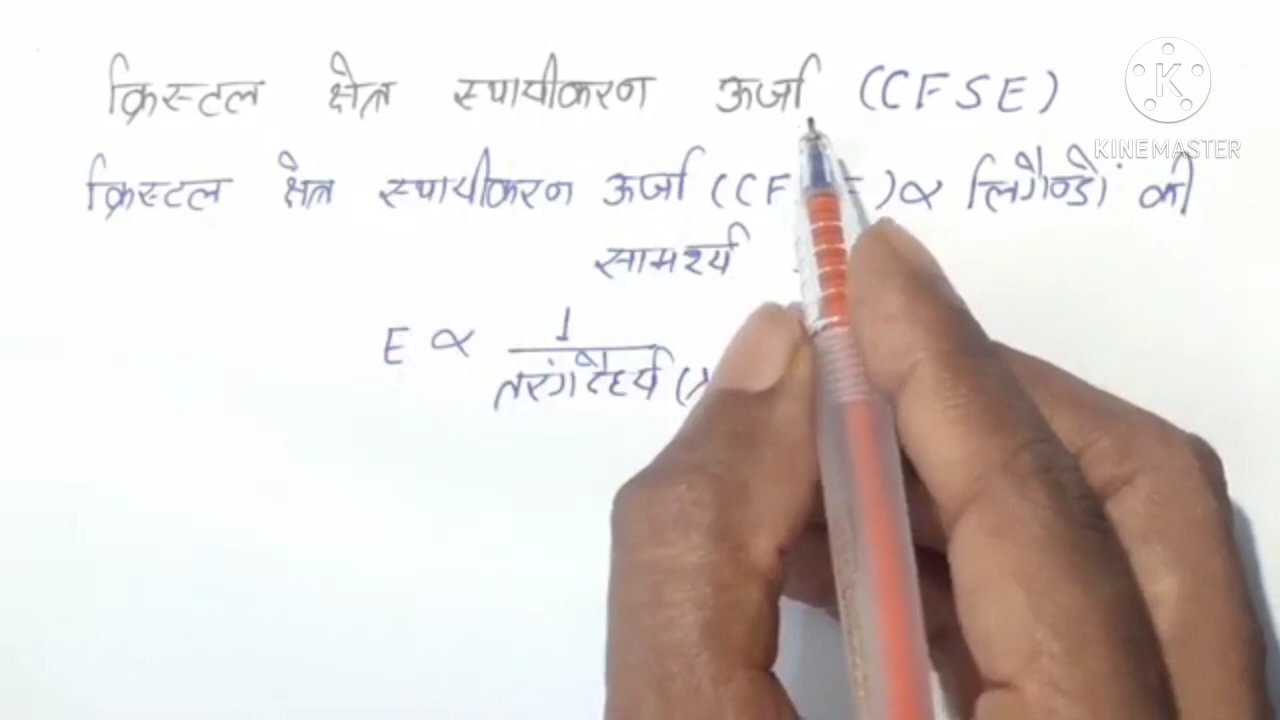 क्रिस्टल क्षेत्र स्थायीकरण ऊर्जा (CFSE)
क्रिस्टल क्षेत्र स्थायीकरण ऊर्जा (CF E) ∝ लिगैण्डों की
सामर्थ्य
E ∝ 1
तरंगदैर्ध्य (λ
K
KINEMASTER